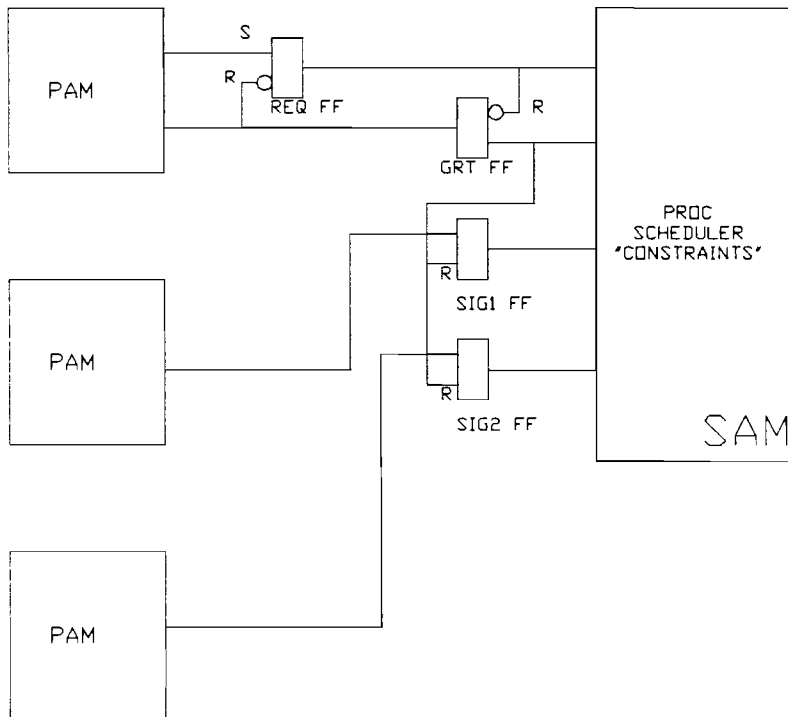 S
PAM
R
REQ FF
R
GRT FF
PROC
SCHEDULER
"CONSTRAINTS"
R
SIG1 FF
PAM
R
SIG2 FF
SAM
PAM